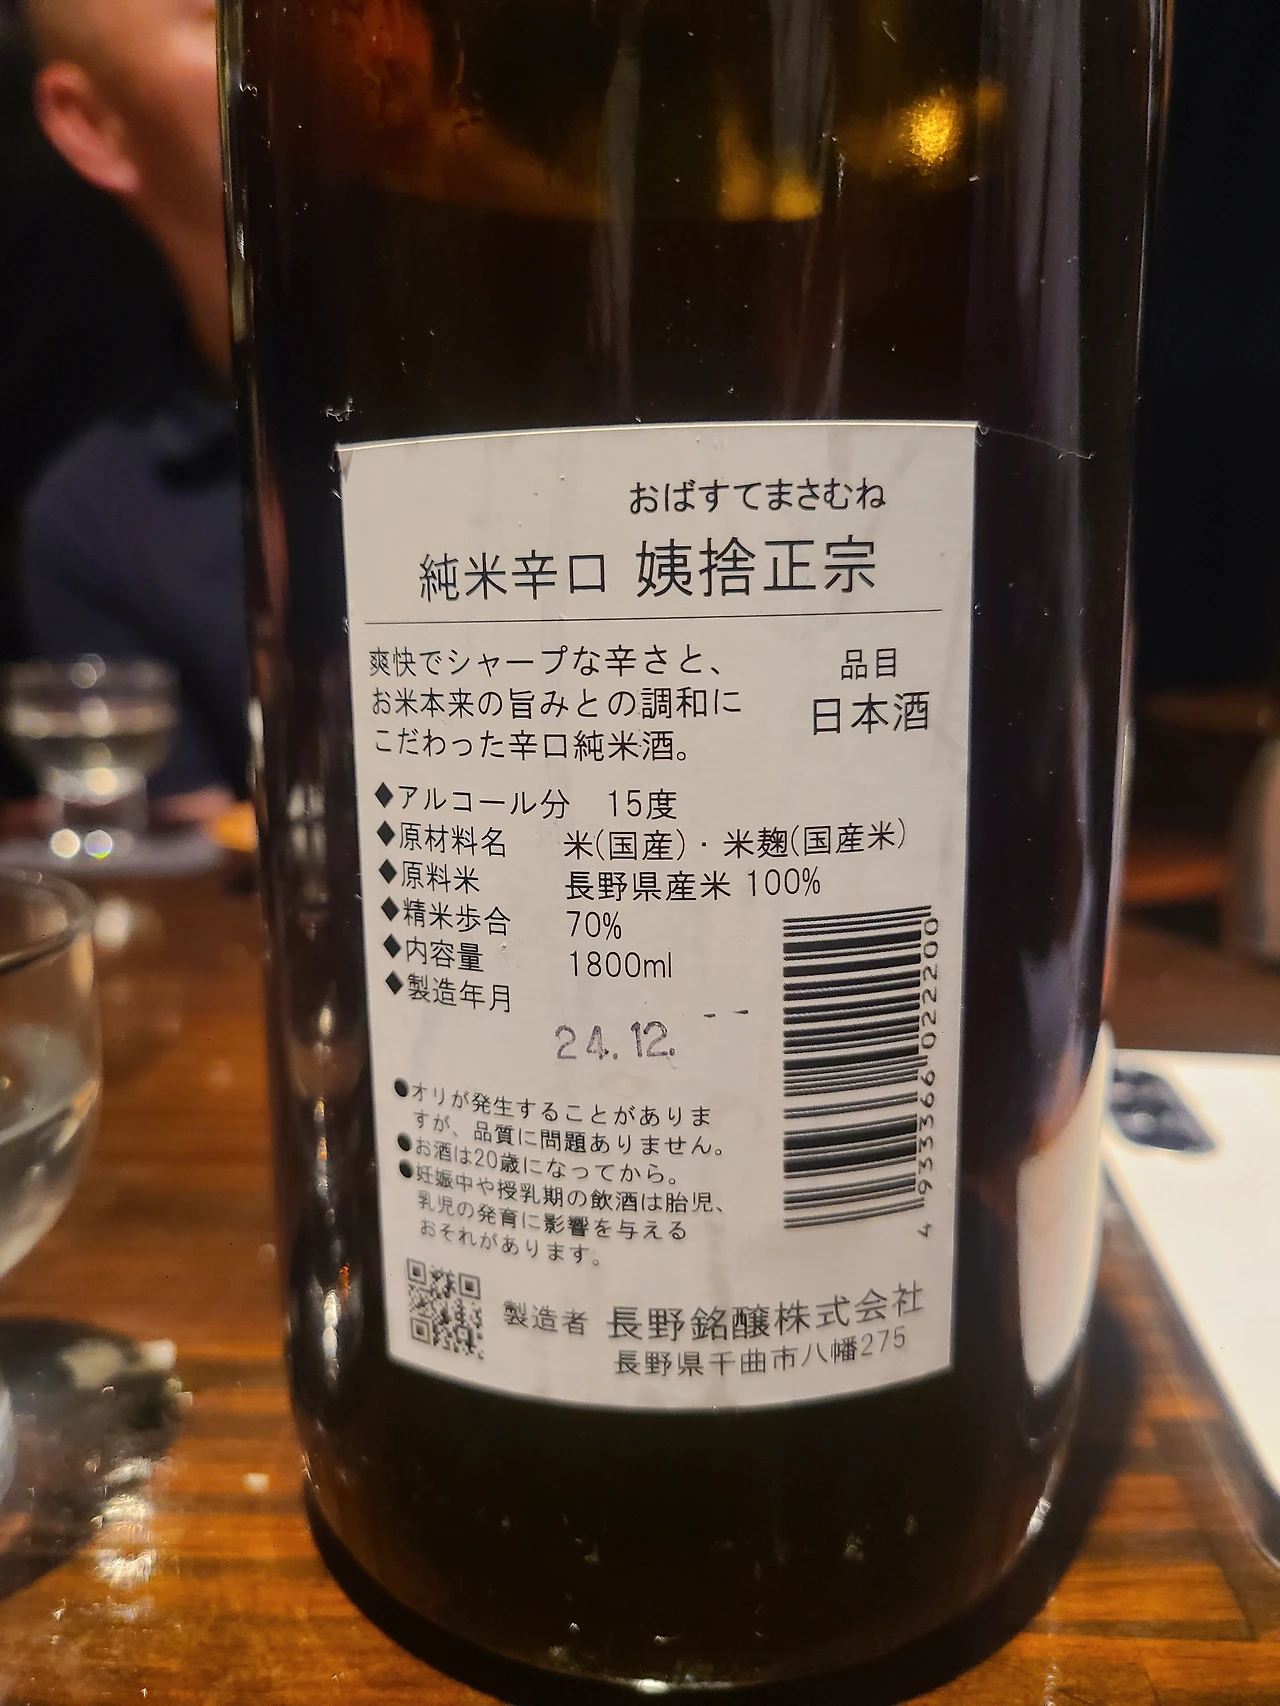 おばすてまさむね
純米辛口 姨捨正宗
爽快でシャープな辛さと、
お米本来の旨みとの調和に
こだわった辛口純米酒。
品目
日本酒
◆アルコール分 15度
◆原材料名 米(国産)・米麹(国産米)
◆原料米 長野県産米 100%
◆精米歩合 70%
◆内容量 1800ml
◆製造年月
24.12.
●オリが発生することがありま
すが、品質に問題ありません。
●お酒は20歳になってから。
●妊娠中や授乳期の飲酒は胎児、
乳児の発育に影響を与える
おそれがあります。
4 933366 022200
製造者 長野銘醸株式会社
長野県千曲市八幡275